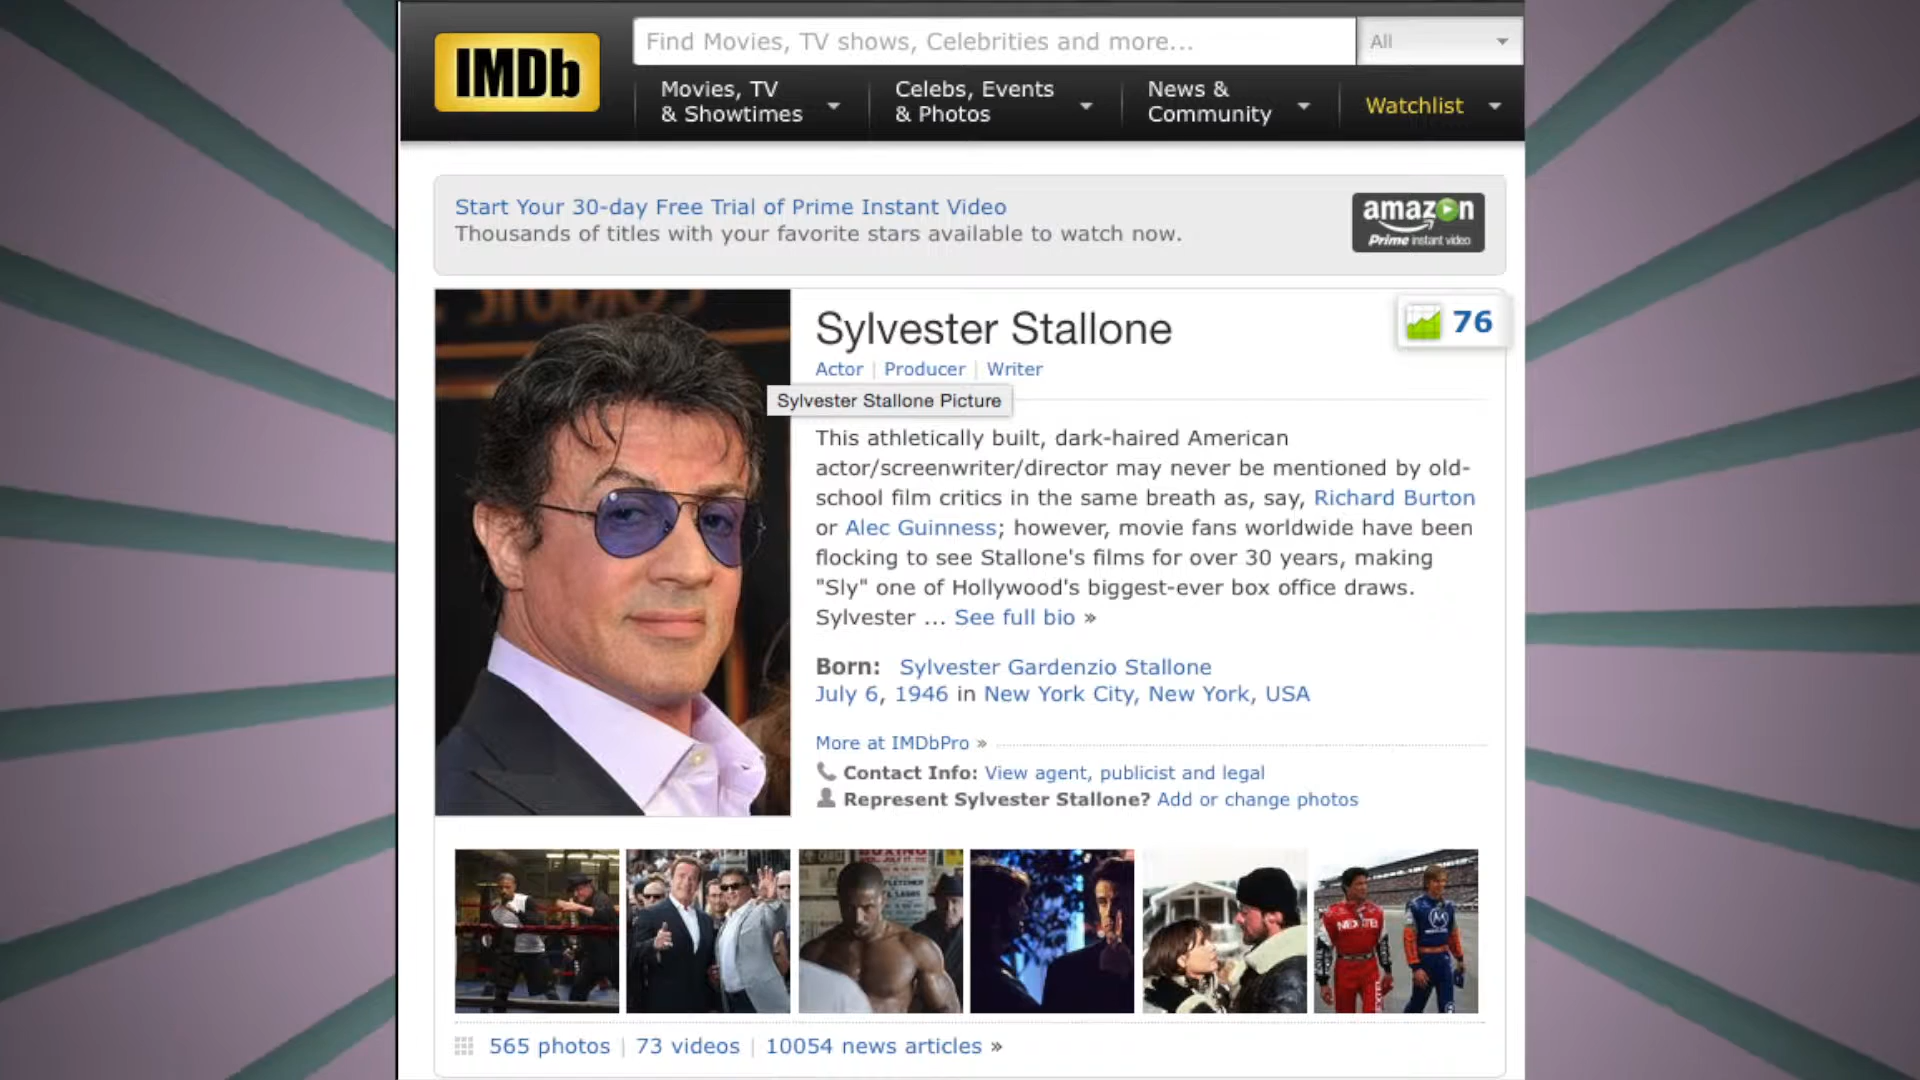 IMDb
Find Movies, TV shows, Celebrities and more...
All
Movies, TV
& Showtimes
Celebs, Events
& Photos
News &
Community
Watchlist
Start Your 30-day Free Trial of Prime Instant Video
Thousands of titles with your favorite stars available to watch now.
amazon
Prime instant video
Sylvester Stallone
76
Actor | Producer | Writer
Sylvester Stallone Picture
This athletically built, dark-haired American
actor/screenwriter/director may never be mentioned by old-
school film critics in the same breath as, say, Richard Burton
or Alec Guinness; however, movie fans worldwide have been
flocking to see Stallone's films for over 30 years, making
"Sly" one of Hollywood's biggest-ever box office draws.
Sylvester ... See full bio »
Born: Sylvester Gardenzio Stallone
July 6, 1946 in New York City, New York, USA
More at IMDbPro »
Contact Info: View agent, publicist and legal
Represent Sylvester Stallone? Add or change photos
BOXING
NEXTEL
565 photos | 73 videos | 10054 news articles »